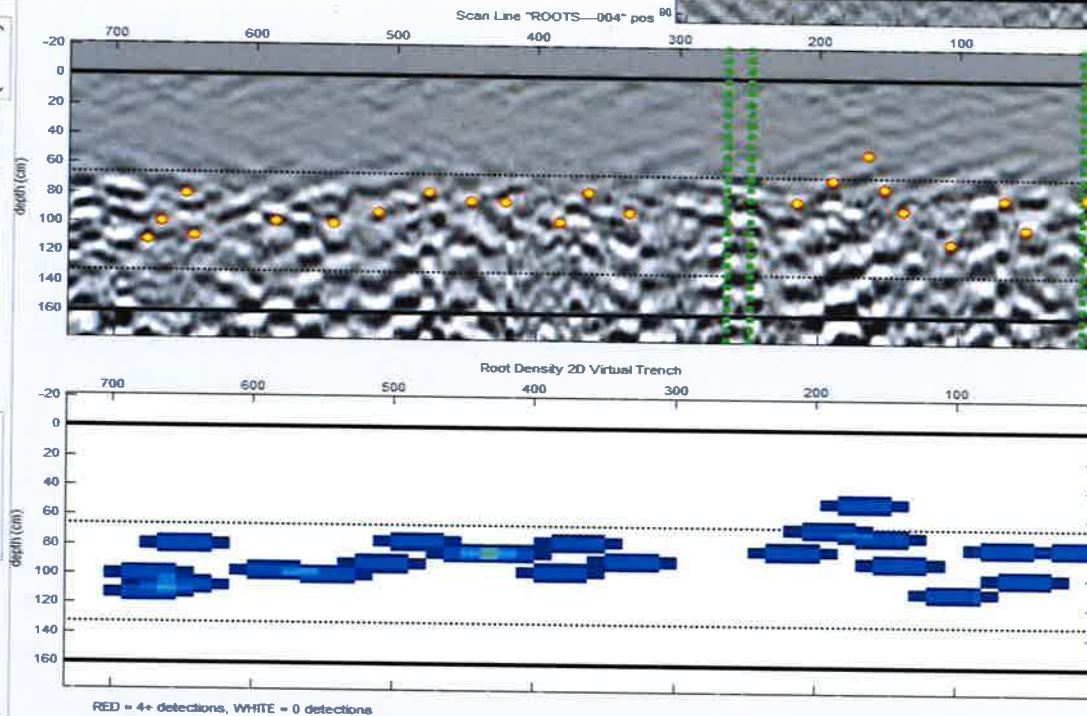 Scan Line "ROOTS---004" pos 90
700 600 500 400 300 200 100
-20
0
20
40
60
80
100
120
140
160
depth (cm)
Root Density 2D Virtual Trench
700 600 500 400 300 200 100
-20
0
20
40
60
80
100
120
140
160
depth (cm)
RED = 4+ detections, WHITE = 0 detections